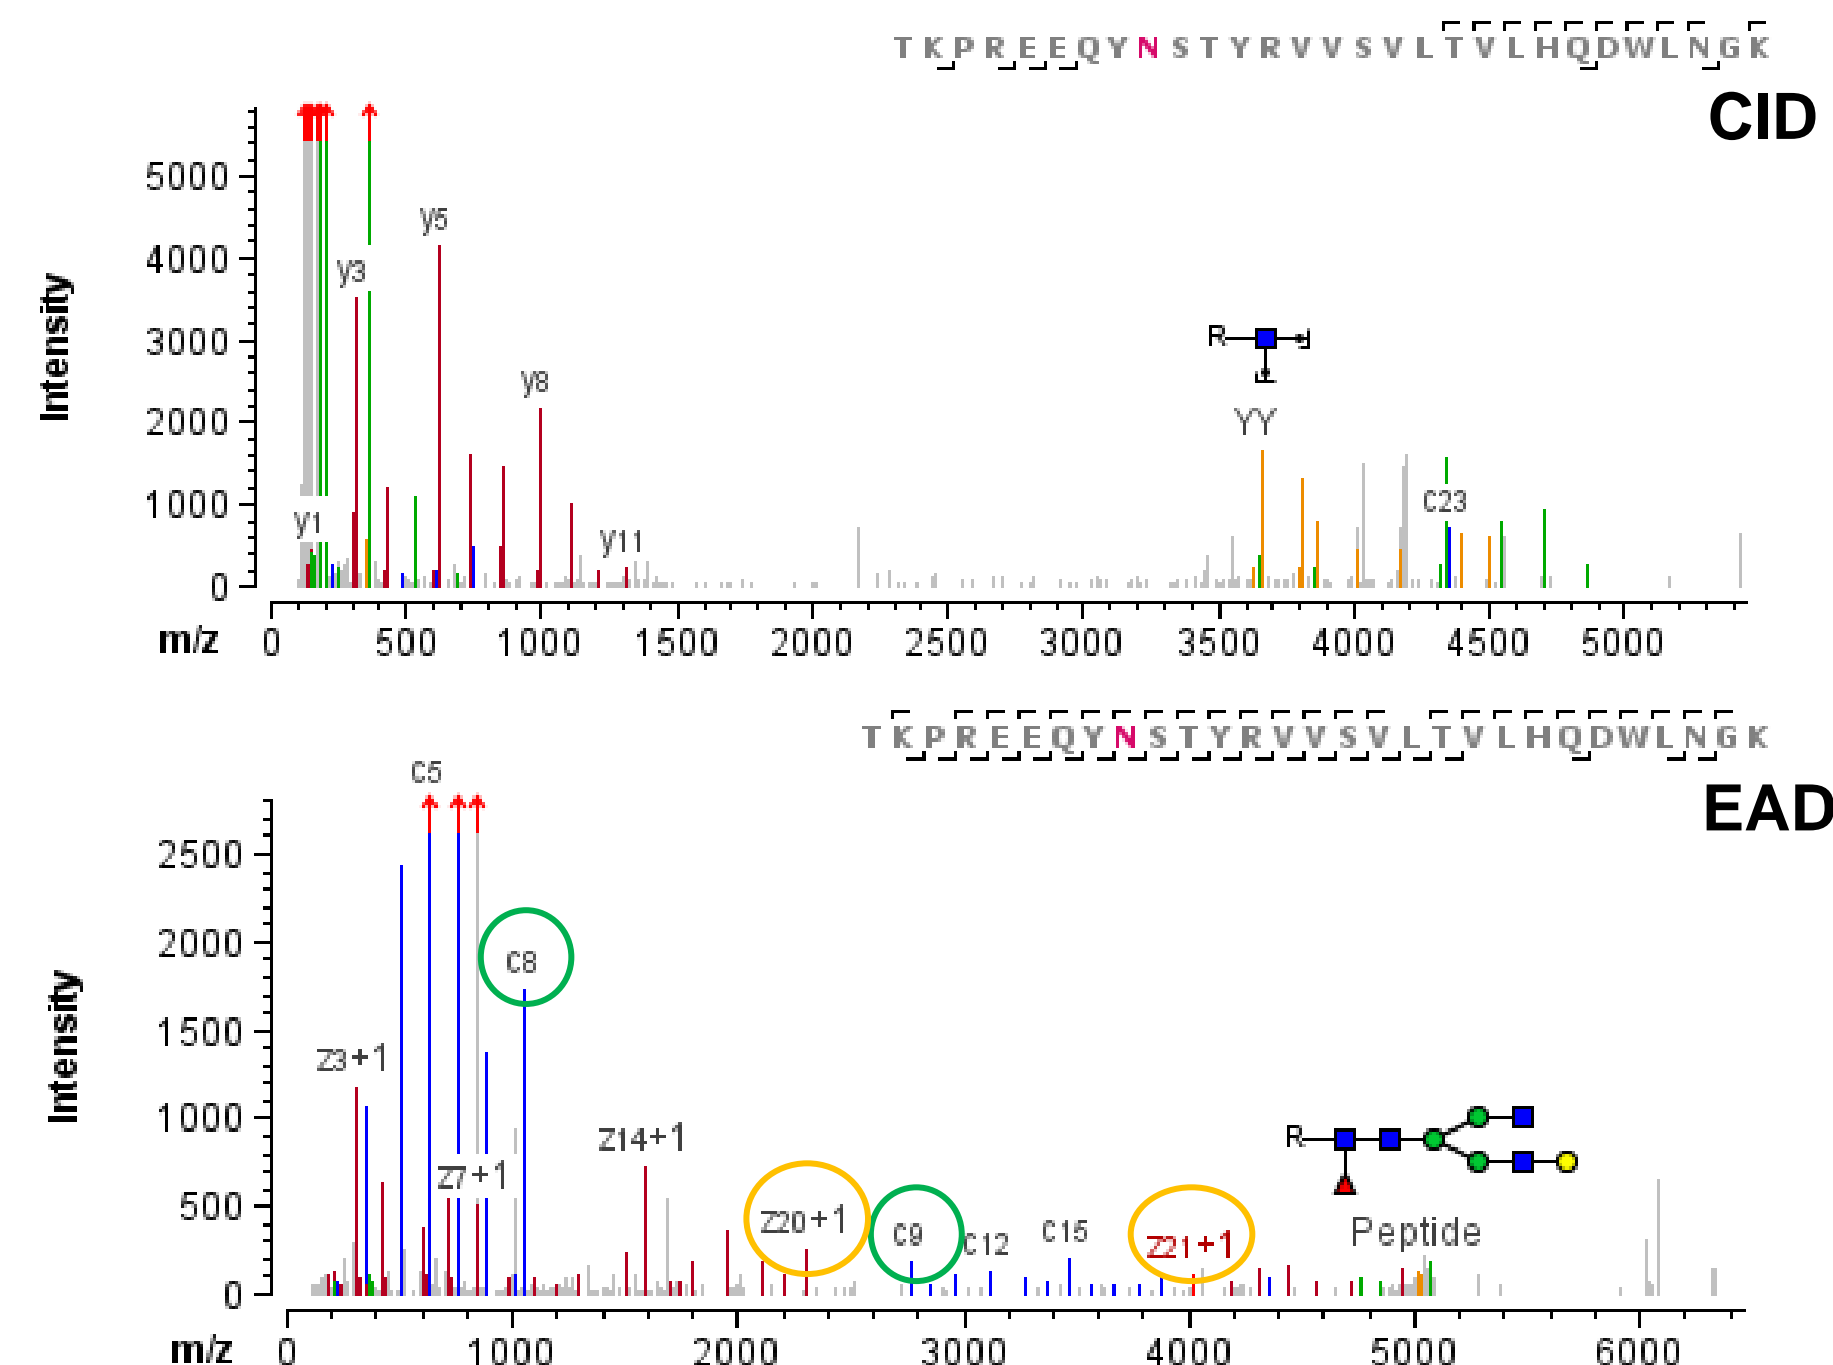 TKPREEQYNSTYRVVSVLTVLHQDWLNGK
CID
Intensity
5000
4000
3000
2000
1000
0
y1
y3
y5
y8
y11
R
YY
C23
m/z 0 500 1000 1500 2000 2500 3000 3500 4000 4500 5000
TKPREEQYNSTYRVVSVLTVLHQDWLNGK
EAD
Intensity
2500
2000
1500
1000
500
0
C5
C8
Z3+1
Z7+1
Z14+1
Z20+1
C9
C12
C15
Z21+1
R
Peptide
m/z 0 1000 2000 3000 4000 5000 6000